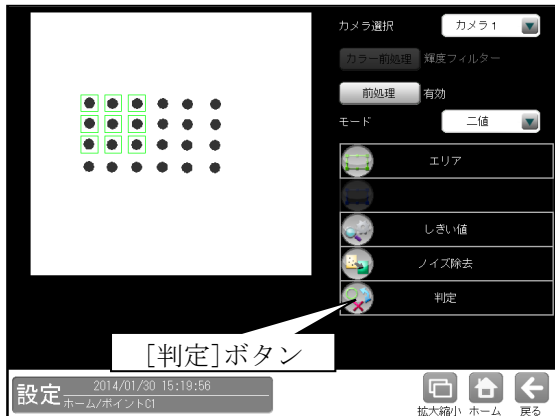 カメラ選択 カメラ1
カラー前処理 輝度フィルター
前処理 有効
モード 二値
エリア
しきい値
ノイズ除去
判定
[判定]ボタン
設定 2014/01/30 15:19:56
ホーム/ポイントC1
拡大縮小 ホーム 戻る